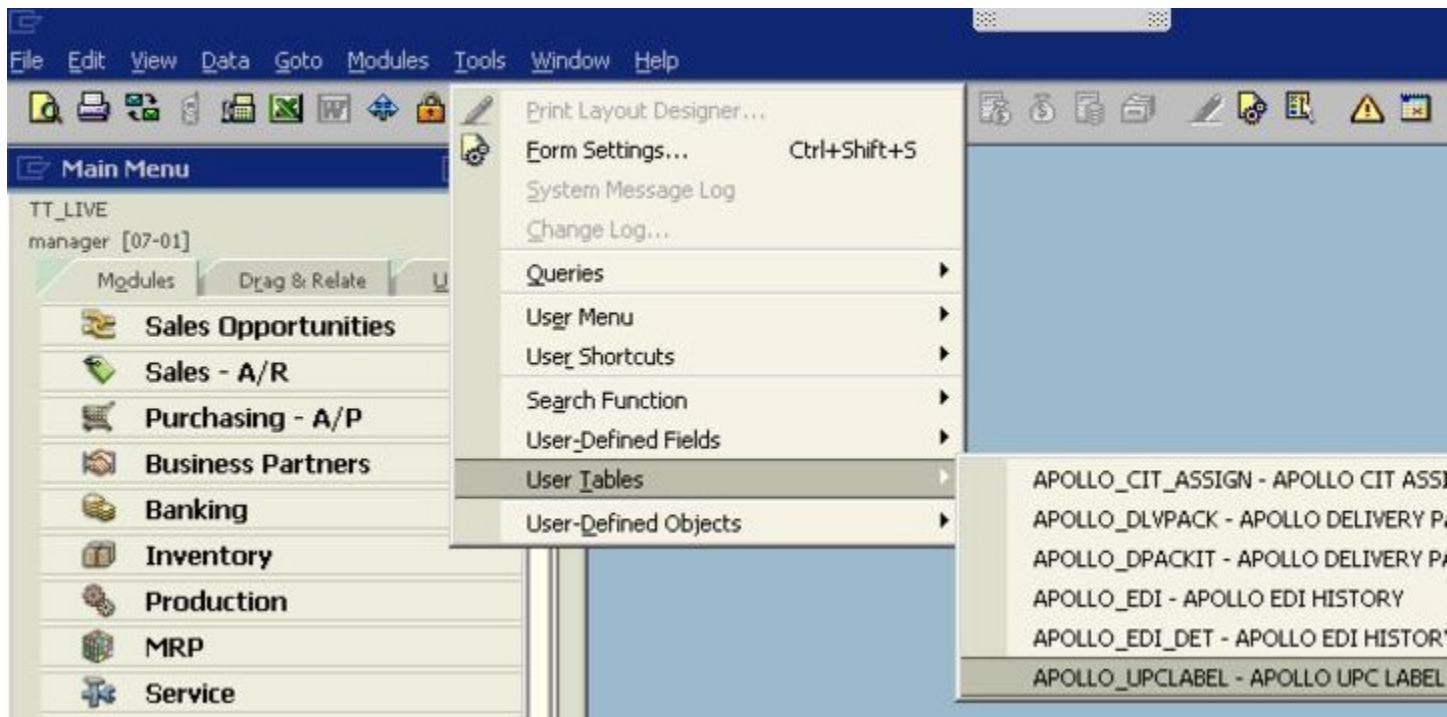 File Edit View Data Goto Modules Tools Window Help
Print Layout Designer...
Form Settings... Ctrl+Shift+S
System Message Log
Change Log...
Queries
User Menu
User Shortcuts
Search Function
User-Defined Fields
User Tables
User-Defined Objects
Main Menu
TT_LIVE
manager [07-01]
Modules Drag & Relate U
Sales Opportunities
Sales - A/R
Purchasing - A/P
Business Partners
Banking
Inventory
Production
MRP
Service
APOLLO_CIT_ASSIGN - APOLLO CIT
APOLLO_DLVPACK - APOLLO DELIVERY
APOLLO_DPACKIT - APOLLO DELIVERY
APOLLO_EDI - APOLLO EDI HISTORY
APOLLO_EDI_DET - APOLLO EDI HISTORY
APOLLO_UPCLABEL - APOLLO UPC LABEL